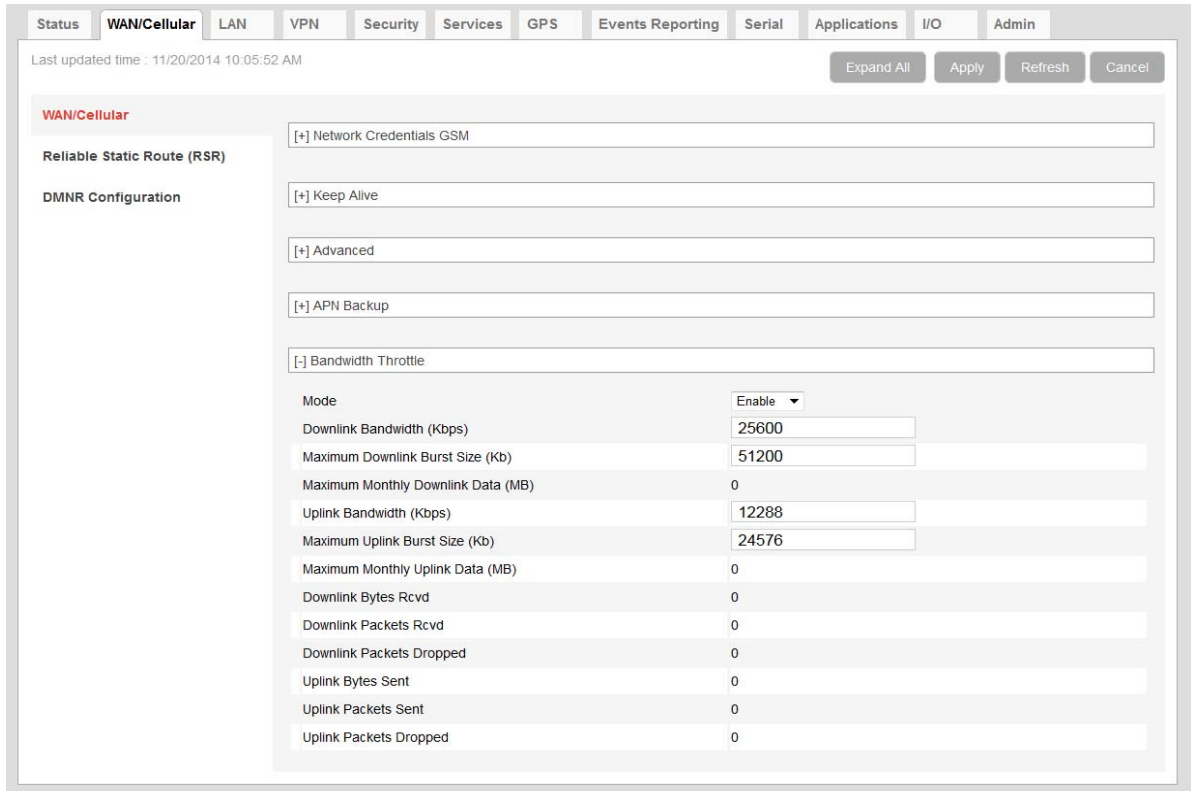 Status WAN/Cellular LAN VPN Security Services GPS Events Reporting Serial Applications I/O Admin
Last updated time : 11/20/2014 10:05:52 AM
Expand All Apply Refresh Cancel
WAN/Cellular
Reliable Static Route (RSR)
DMNR Configuration
[+] Network Credentials GSM
[+] Keep Alive
[+] Advanced
[+] APN Backup
[-] Bandwidth Throttle
Mode Enable
Downlink Bandwidth (Kbps) 25600
Maximum Downlink Burst Size (Kb) 51200
Maximum Monthly Downlink Data (MB) 0
Uplink Bandwidth (Kbps) 12288
Maximum Uplink Burst Size (Kb) 24576
Maximum Monthly Uplink Data (MB) 0
Downlink Bytes Rcvd 0
Downlink Packets Rcvd 0
Downlink Packets Dropped 0
Uplink Bytes Sent 0
Uplink Packets Sent 0
Uplink Packets Dropped 0